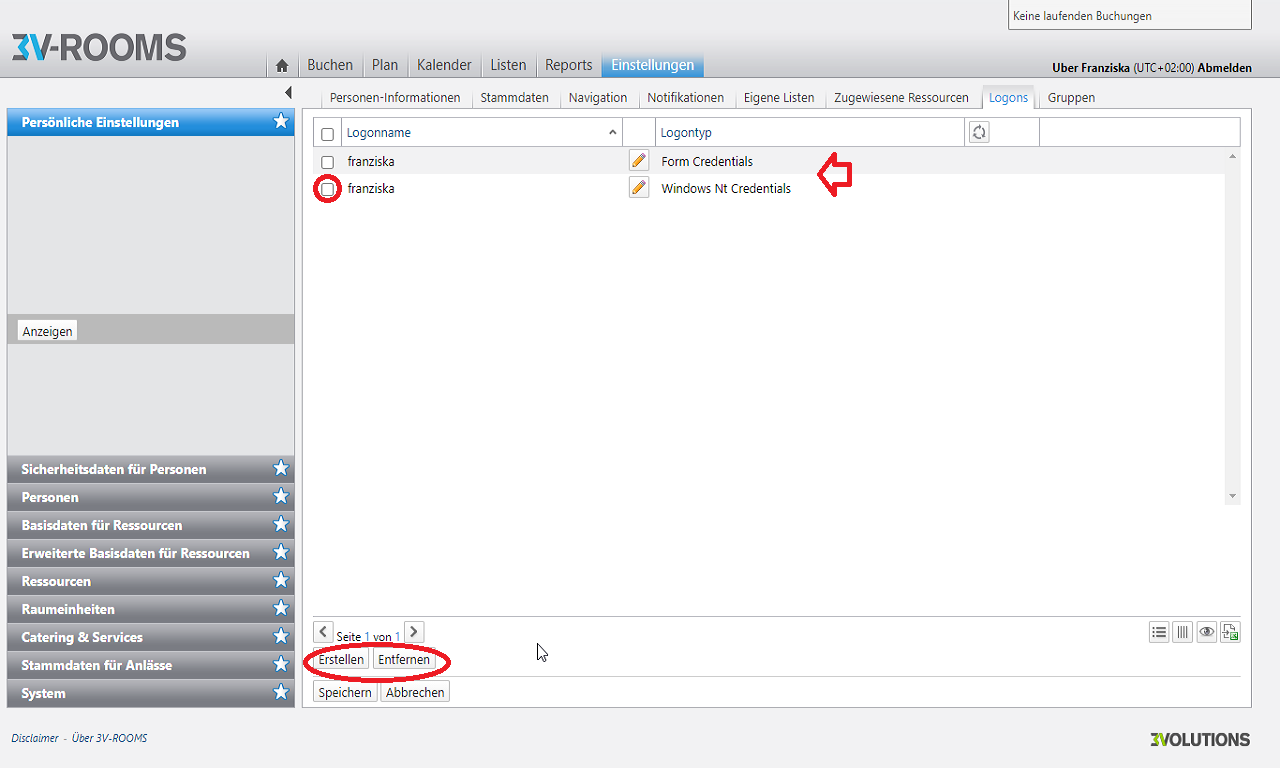 Keine laufenden Buchungen
3V-ROOMS
Buchen Plan Kalender Listen Reports Einstellungen
Uber Franziska (UTC+02:00) Abmelden
Personen-Informationen Stammdaten Navigation Notifikationen Eigene Listen Zugewiesene Ressourcen Logons Gruppen
Persönliche Einstellungen
Logonname Logontyp
franziska Form Credentials
franziska Windows Nt Credentials
Anzeigen
Sicherheitsdaten für Personen
Personen
Basisdaten für Ressourcen
Erweiterte Basisdaten für Ressourcen
Ressourcen
Raumeinheiten
Catering & Services
Stammdaten für Anlässe
System
Seite 1 von 1
Erstellen Entfernen
Speichern Abbrechen
Disclaimer - Über 3V-ROOMS
3VOLUTIONS